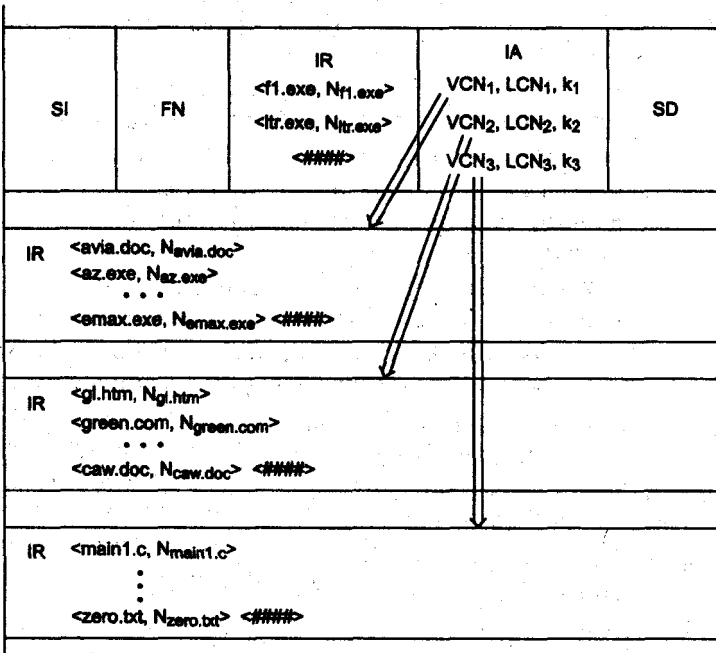 SI
FN
IR
<f1.exe, Nf1.exe>
<ltr.exe, Nltr.exe>
<####>
IA
VCN1, LCN1, k1
VCN2, LCN2, k2
VCN3, LCN3, k3
SD
IR <avia.doc, Navia.doc>
<az.exe, Naz.exe>
• • •
<emax.exe, Nemax.exe> <####>
IR <gl.htm, Ngl.htm>
<green.com, Ngreen.com>
• • •
<caw.doc, Ncaw.doc> <####>
IR <main1.c, Nmain1.c>
<zero.txt, Nzero.txt> <####>